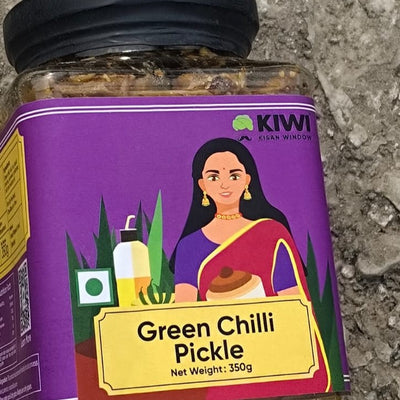 KIWI
KISAN WINDOW
Green Chilli
Pickle
Net Weight: 350g